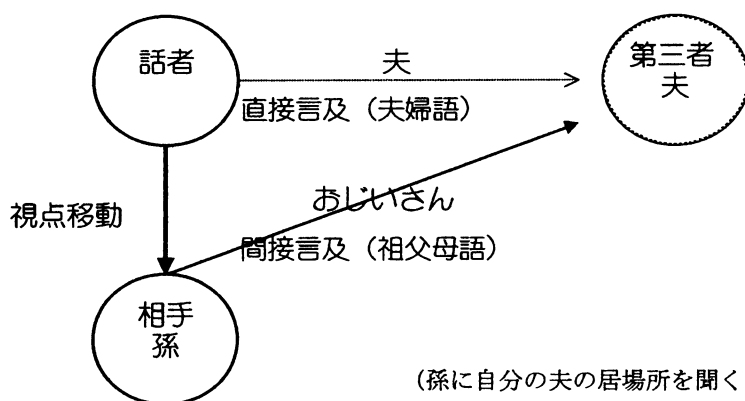 話者
夫
第三者
夫
直接言及（夫婦語）
おじいさん
視点移動
間接言及（祖父母語）
相手
孫
(孫に自分の夫の居場所を聞く